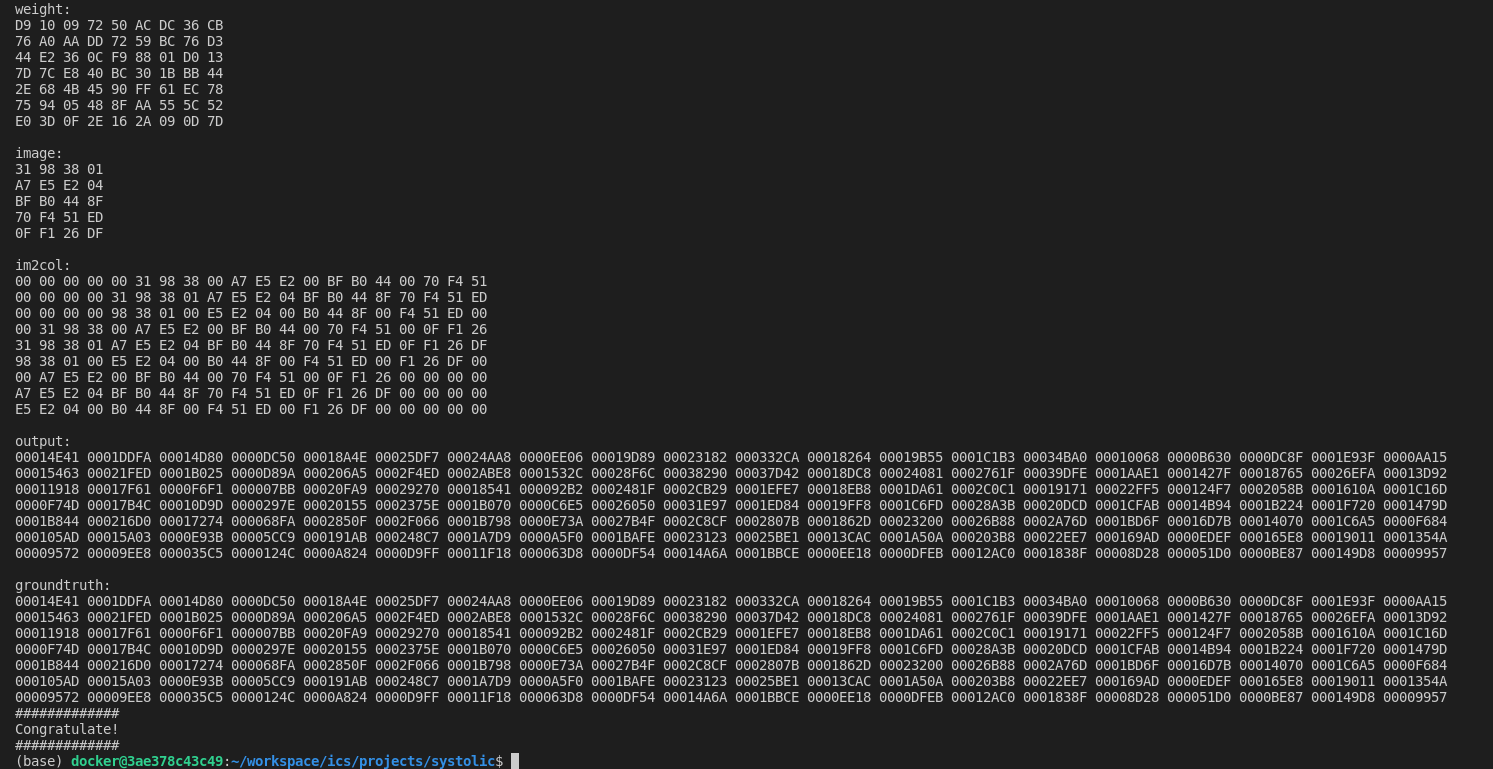 weight:
D9 10 09 72 50 AC DC 36 CB
76 A0 AA DD 72 59 BC 76 D3
44 E2 36 0C F9 88 01 D0 13
7D 7C E8 40 BC 30 1B BB 44
2E 68 4B 45 90 FF 61 EC 78
75 94 05 48 8F AA 55 5C 52
E0 3D 0F 2E 16 2A 09 0D 7D
image:
31 98 38 01
A7 E5 E2 04
BF B0 44 8F
70 F4 51 ED
0F F1 26 DF
im2col:
00 00 00 00 00 31 98 38 00 A7 E5 E2 00 BF B0 44 00 70 F4 51
00 00 00 00 31 98 38 01 A7 E5 E2 04 BF B0 44 8F 70 F4 51 ED
00 00 00 00 98 38 01 00 E5 E2 04 00 B0 44 8F 00 F4 51 ED 00
00 31 98 38 00 A7 E5 E2 00 BF B0 44 00 70 F4 51 00 0F F1 26
31 98 38 01 A7 E5 E2 04 BF B0 44 8F 70 F4 51 ED 0F F1 26 DF
98 38 01 00 E5 E2 04 00 B0 44 8F 00 F4 51 ED 00 F1 26 DF 00
00 A7 E5 E2 00 BF B0 44 00 70 F4 51 00 0F F1 26 00 00 00 00
A7 E5 E2 04 BF B0 44 8F 70 F4 51 ED 0F F1 26 DF 00 00 00 00
E5 E2 04 00 B0 44 8F 00 F4 51 ED 00 F1 26 DF 00 00 00 00 00
output:
00014E41 0001DDFA 00014D80 0000DC50 00018A4E 00025DF7 00024AA8 0000EE06 00019D89 00023182 000332CA 00018264 00019B55 0001C1B3 00034BA0 00010068 0000B630 0000DC8F 0001E93F 0000AA15
00015463 00021FED 0001B025 0000D89A 000206A5 0002F4ED 0002ABE8 0001532C 00028F6C 00038290 00037D42 00018DC8 00024081 0002761F 00039DFE 0001AAE1 0001427F 00018765 00026EFA 00013D92
00011918 00017F61 0000F6F1 000007BB 00020FA9 00029270 00018541 000092B2 0002481F 0002CB29 0001EFE7 00018EB8 0001DA61 0002C0C1 00019171 00022FF5 000124F7 0002058B 0001610A 0001C16D
0000F74D 00017B4C 00010D9D 0000297E 00020155 0002375E 0001B070 0000C6E5 00026050 00031E97 0001ED84 00019FF8 0001C6FD 00028A3B 00020DCD 0001CFAB 00014B94 0001B224 0001F720 0001479D
0001B844 000216D0 00017274 000068FA 0002850F 0002F066 0001B798 0000E73A 00027B4F 0002C8CF 0002807B 0001862D 00023200 00026B88 0002A76D 0001BD6F 00016D7B 00014070 0001C6A5 0000F684
000105AD 00015A03 0000E93B 00005CC9 000191AB 000248C7 0001A7D9 0000A5F0 0001BAFE 00023123 00025BE1 00013CAC 0001A50A 000203B8 00022EE7 000169AD 0000EDEF 000165E8 00019011 0001354A
00009572 00009EE8 000035C5 0000124C 0000A824 0000D9FF 00011F18 000063D8 0000DF54 00014A6A 0001BBCE 0000EE18 0000DFEB 00012AC0 0001838F 00008D28 000051D0 0000BE87 000149D8 00009957
groundtruth:
00014E41 0001DDFA 00014D80 0000DC50 00018A4E 00025DF7 00024AA8 0000EE06 00019D89 00023182 000332CA 00018264 00019B55 0001C1B3 00034BA0 00010068 0000B630 0000DC8F 0001E93F 0000AA15
00015463 00021FED 0001B025 0000D89A 000206A5 0002F4ED 0002ABE8 0001532C 00028F6C 00038290 00037D42 00018DC8 00024081 0002761F 00039DFE 0001AAE1 0001427F 00018765 00026EFA 00013D92
00011918 00017F61 0000F6F1 000007BB 00020FA9 00029270 00018541 000092B2 0002481F 0002CB29 0001EFE7 00018EB8 0001DA61 0002C0C1 00019171 00022FF5 000124F7 0002058B 0001610A 0001C16D
0000F74D 00017B4C 00010D9D 0000297E 00020155 0002375E 0001B070 0000C6E5 00026050 00031E97 0001ED84 00019FF8 0001C6FD 00028A3B 00020DCD 0001CFAB 00014B94 0001B224 0001F720 0001479D
0001B844 000216D0 00017274 000068FA 0002850F 0002F066 0001B798 0000E73A 00027B4F 0002C8CF 0002807B 0001862D 00023200 00026B88 0002A76D 0001BD6F 00016D7B 00014070 0001C6A5 0000F684
000105AD 00015A03 0000E93B 00005CC9 000191AB 000248C7 0001A7D9 0000A5F0 0001BAFE 00023123 00025BE1 00013CAC 0001A50A 000203B8 00022EE7 000169AD 0000EDEF 000165E8 00019011 0001354A
00009572 00009EE8 000035C5 0000124C 0000A824 0000D9FF 00011F18 000063D8 0000DF54 00014A6A 0001BBCE 0000EE18 0000DFEB 00012AC0 0001838F 00008D28 000051D0 0000BE87 000149D8 00009957
#############
Congratulate!
#############
(base) docker@3ae378c43c49:~/workspace/ics/projects/systolic$